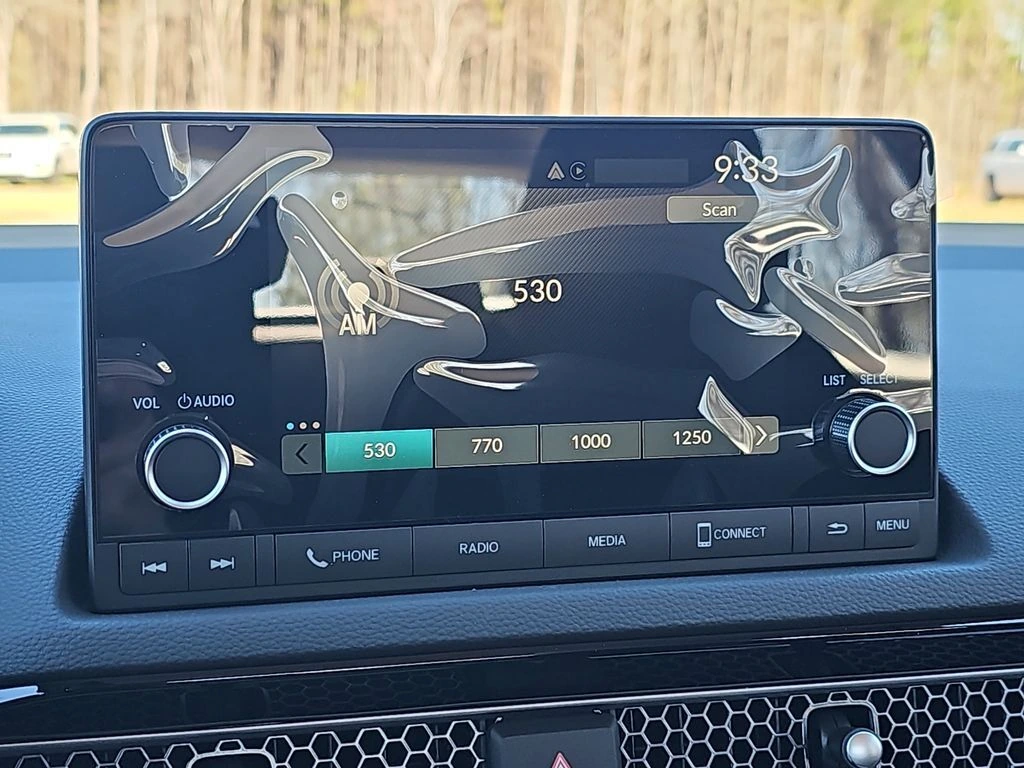 9:33
Scan
530
AM
LIST SELECT
VOL AUDIO
530 770 1000 1250
PHONE RADIO MEDIA CONNECT MENU